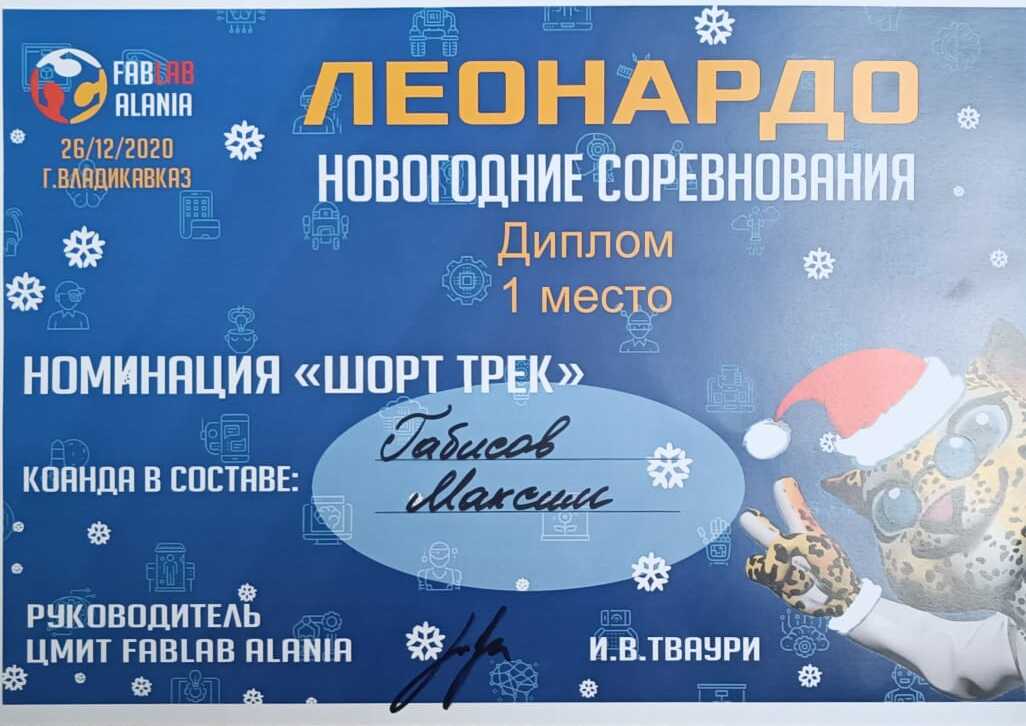 FABLAB
ALANIA
26/12/2020
Г.ВЛАДИКАВКАЗ
ЛЕОНАРДО
НОВОГОДНИЕ СОРЕВНОВАНИЯ
Диплом
1 место
НОМИНАЦИЯ «ШОРТ ТРЕК»
КОАНДА В СОСТАВЕ:
Габисов
Максим
РУКОВОДИТЕЛЬ
ЦМИТ FABLAB ALANIA
И.В.ТВАУРИ